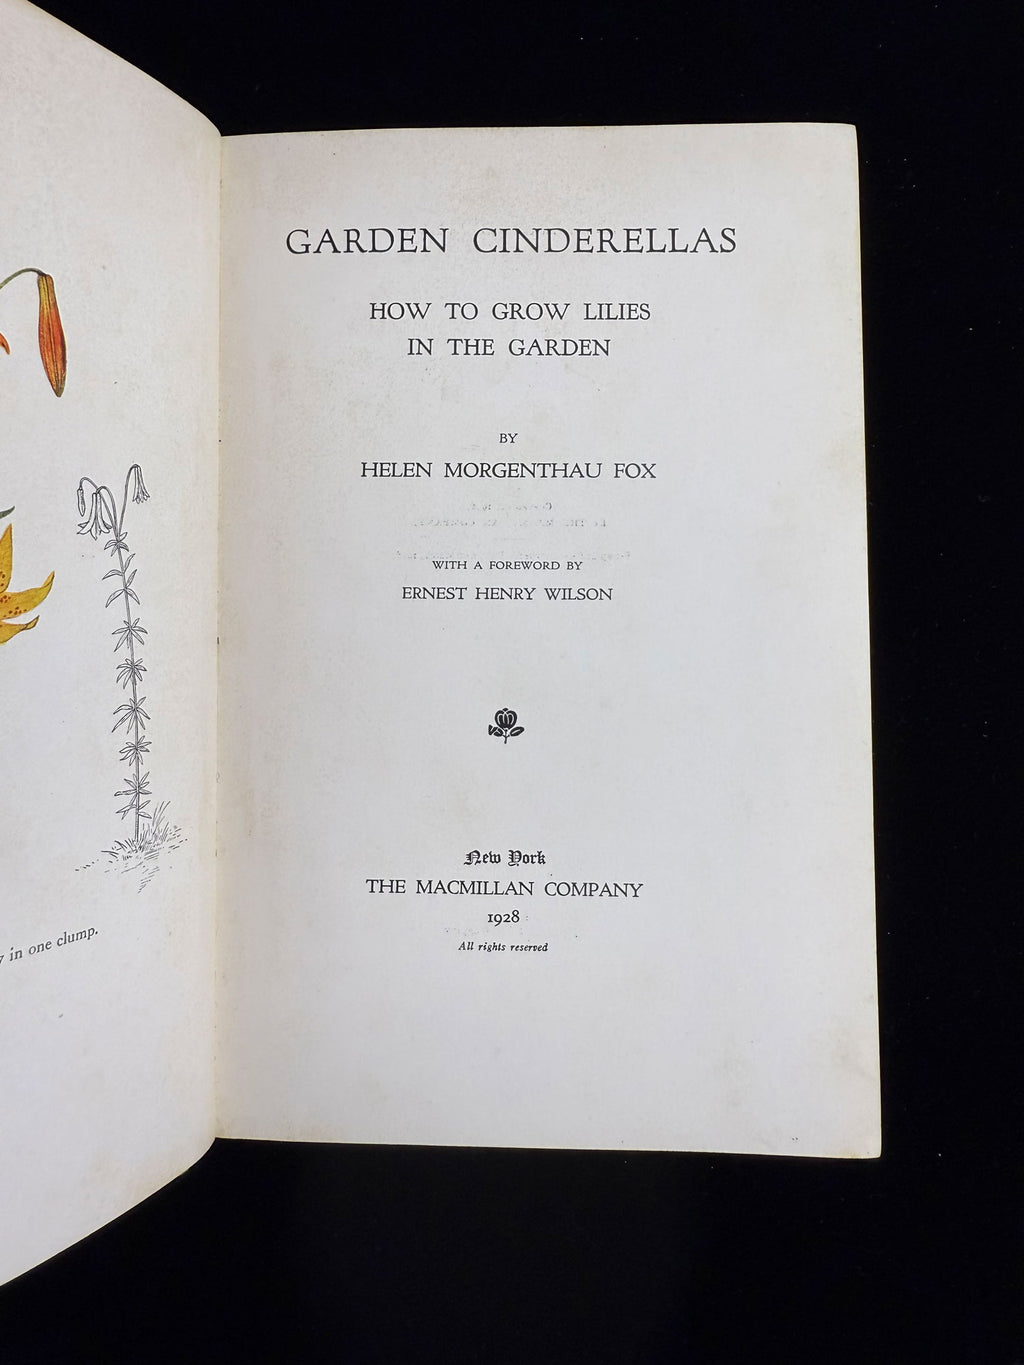 GARDEN CINDERELLAS
HOW TO GROW LILIES
IN THE GARDEN
BY
HELEN MORGENTHAU FOX
WITH A FOREWORD BY
ERNEST HENRY WILSON
New York
THE MACMILLAN COMPANY
1928
All rights reserved
in one clump.